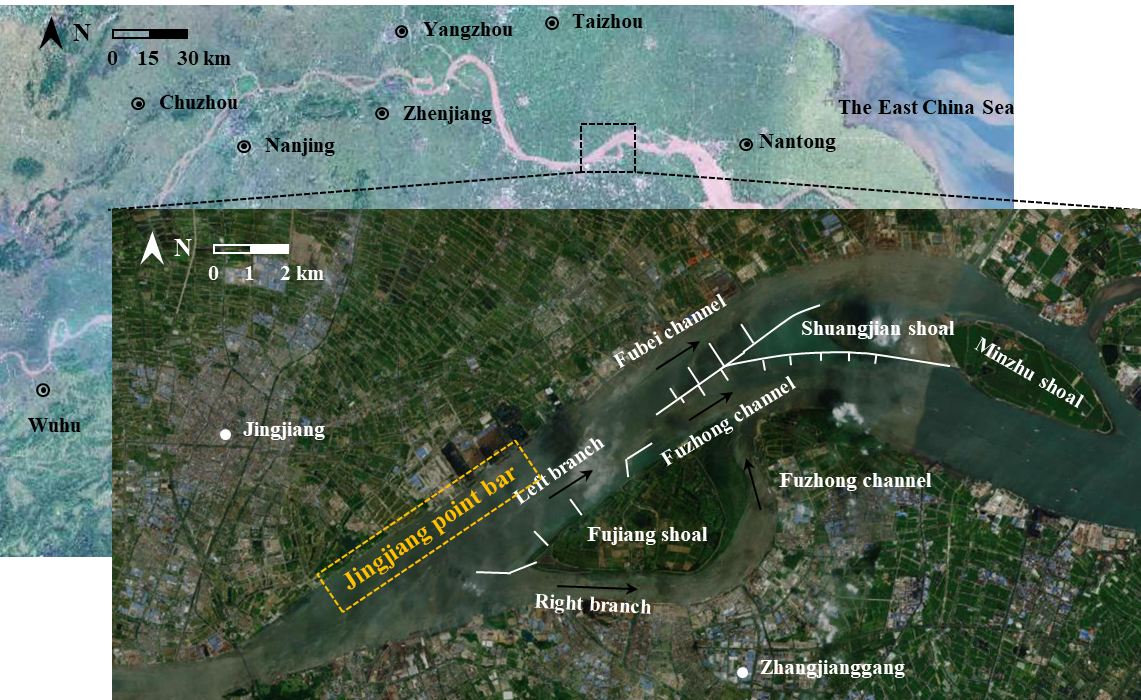 N
0 15 30 km
Yangzhou
Taizhou
Chuzhou
Zhenjiang
The East China Sea
Nanjing
Nantong
Wuhu
N
0 1 2 km
Fubei channel
Shuangjian shoal
Minzhu shoal
Fuzhong channel
Jingjiang
Left branch
Jingjiang point bar
Fuzhong channel
Fujiang shoal
Right branch
Zhangjianggang